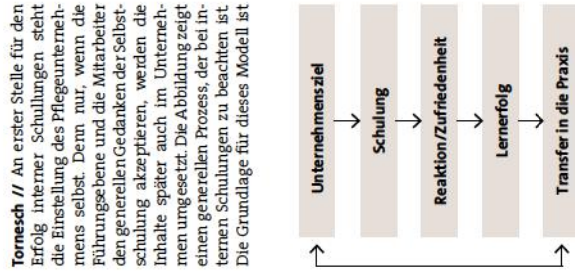 Tornesch // An erster Stelle für den
Erfolg interner Schullungen steht
die Einstellung des Pflegeunterneh-
mens selbst. Denn nur, wenn die
Führungsebene und die Mitarbeiter
den generellen Gedanken der Selbst-
schulung akzeptieren, werden die
Inhalte später auch im Unterneh-
men umgesetzt. Die Abbildung zeigt
einen generellen Prozess, der bei in-
ternen Schulungen zu beachten ist.
Die Grundlage für dieses Modell ist
Unternehmensziel
Schulung
Reaktion/Zufriedenheit
Lernerfolg
Transfer in die Praxis